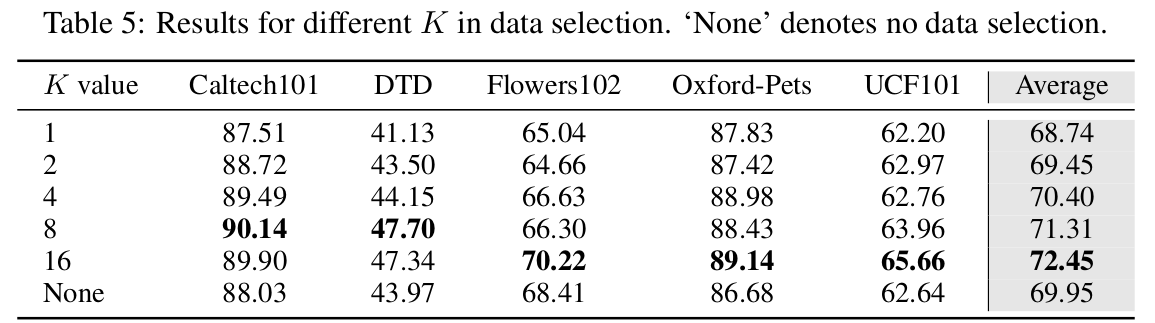 Table 5: Results for different K in data selection. ‘None’ denotes no data selection.
K value Caltech101 DTD Flowers102 Oxford-Pets UCF101 Average
1 87.51 41.13 65.04 87.83 62.20 68.74
2 88.72 43.50 64.66 87.42 62.97 69.45
4 89.49 44.15 66.63 88.98 62.76 70.40
8 90.14 47.70 66.30 88.43 63.96 71.31
16 89.90 47.34 70.22 89.14 65.66 72.45
None 88.03 43.97 68.41 86.68 62.64 69.95